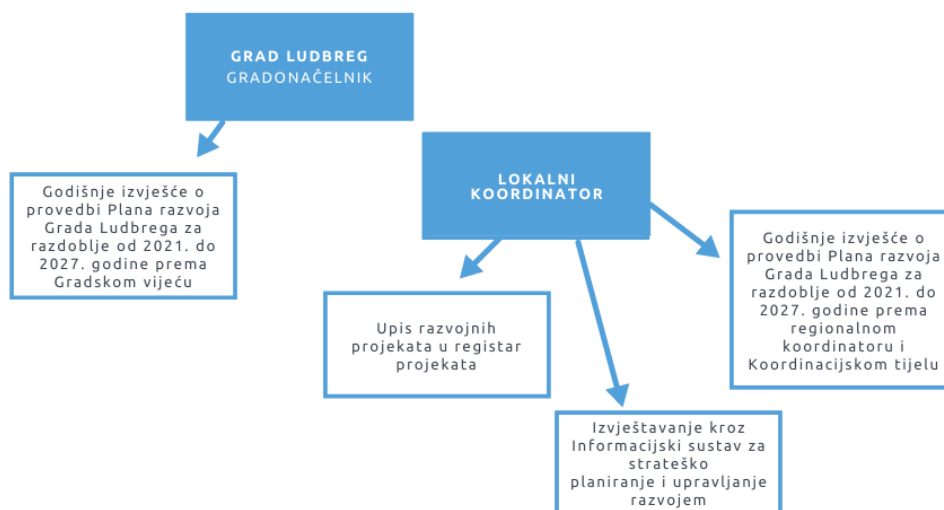 GRAD LUDBREG
GRADONAČELNIK
Godišnje izvješće o
provedbi Plana razvoja
Grada Ludbrega za
razdoblje od 2021. do
2027. godine prema
Gradskom vijeću
LOKALNI
KOORDINATOR
Upis razvojnih
projekata u registar
projekata
Izvještavanje kroz
Informacijski sustav za
strateško
planiranje i upravljanje
razvojem
Godišnje izvješće o
provedbi Plana razvoja
Grada Ludbrega za
razdoblje od 2021. do
2027. godine prema
regionalnom
koordinatoru i
Koordinacijskom tijelu